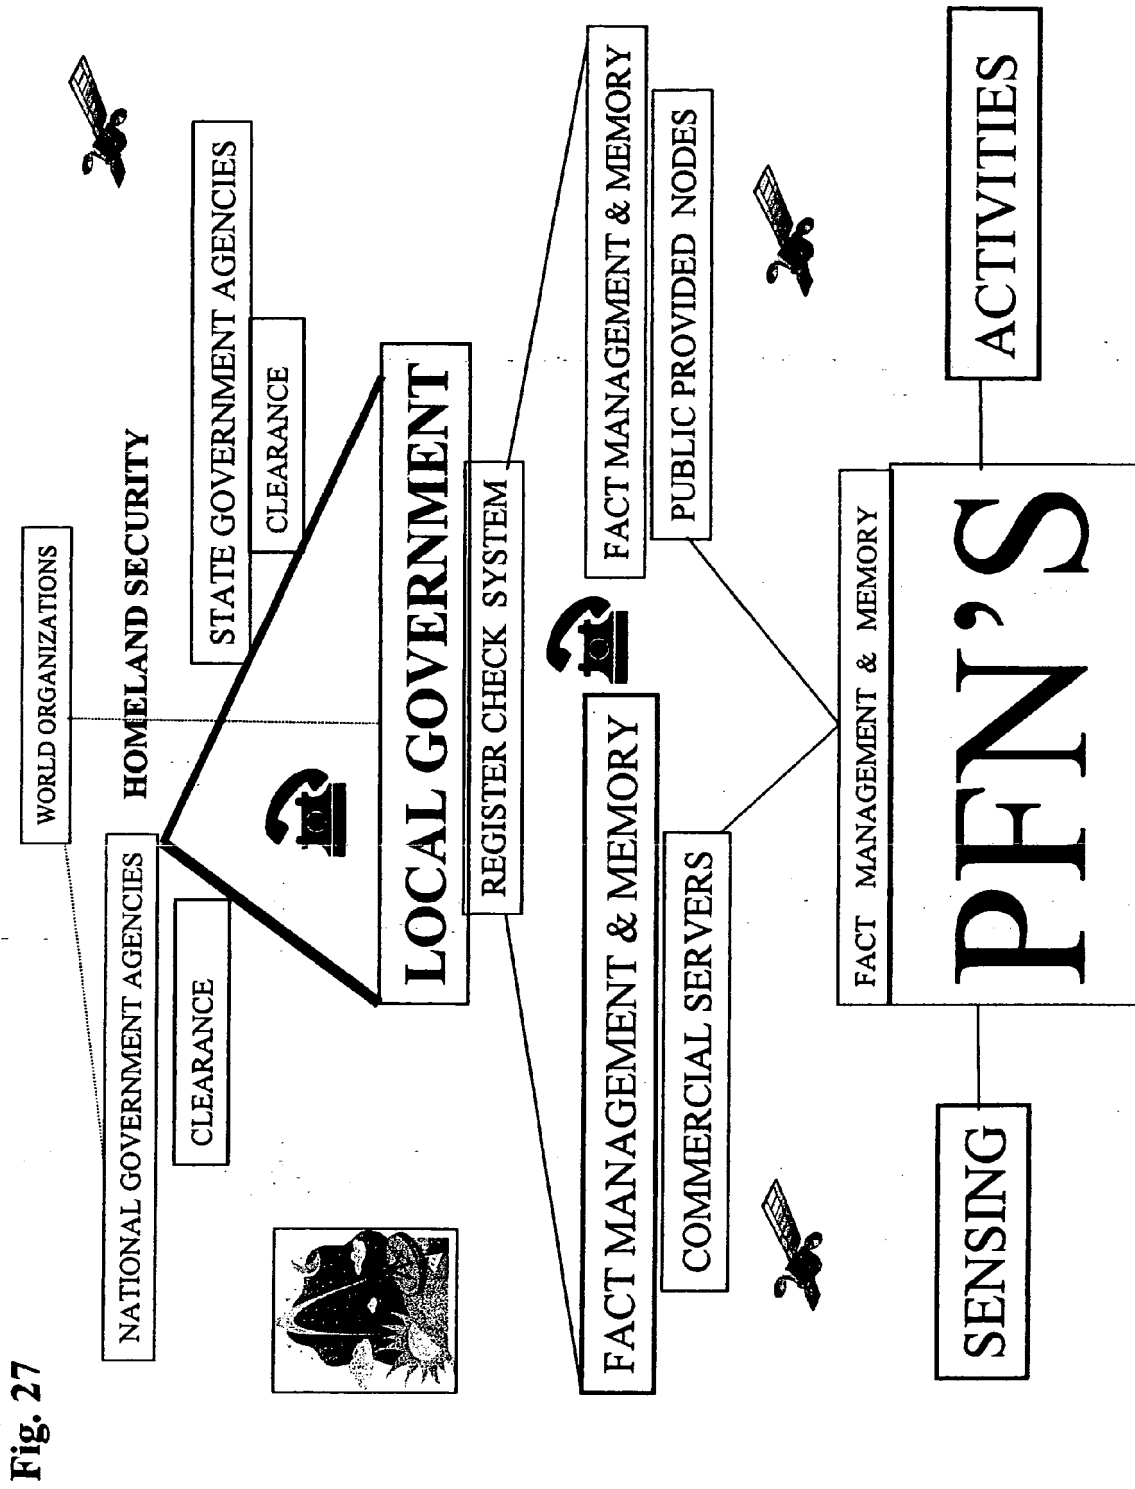 Fig. 27
WORLD ORGANIZATIONS
HOMELAND SECURITY
NATIONAL GOVERNMENT AGENCIES
CLEARANCE
STATE GOVERNMENT AGENCIES
CLEARANCE
LOCAL GOVERNMENT
REGISTER CHECK SYSTEM
FACT MANAGEMENT & MEMORY
COMMERCIAL SERVERS
FACT MANAGEMENT & MEMORY
PUBLIC PROVIDED NODES
FACT MANAGEMENT & MEMORY
SENSING
PFN'S
ACTIVITIES